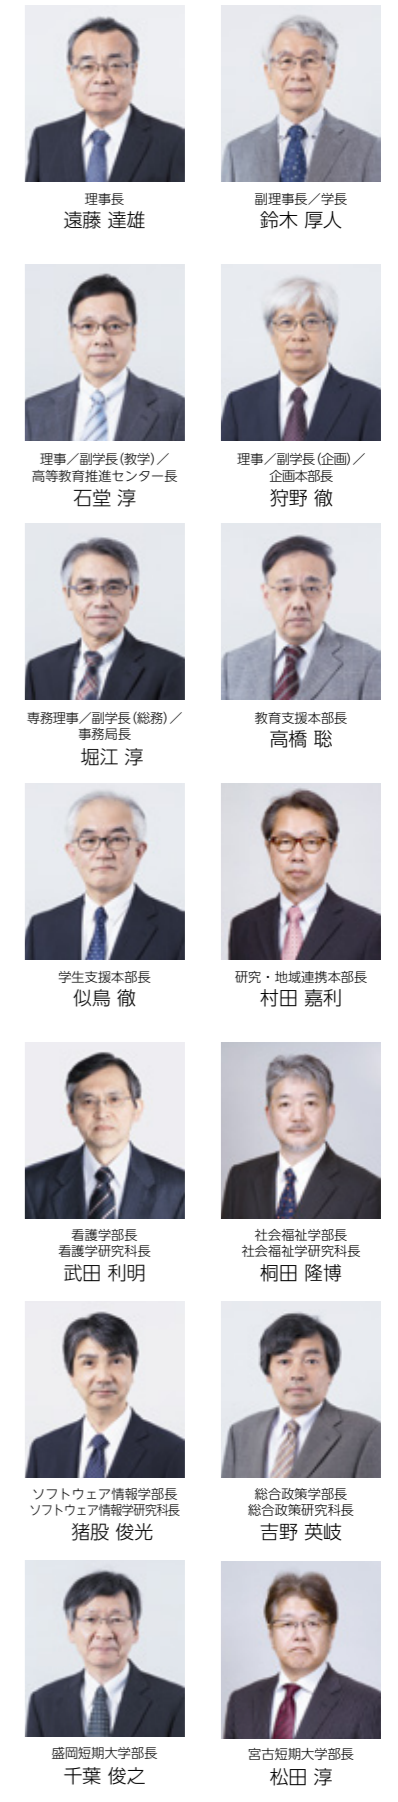 理事長
遠藤 達雄
副理事長／学長
鈴木 厚人
理事／副学長(教学)／
高等教育推進センター長
石堂 淳
理事／副学長(企画)／
企画本部長
狩野 徹
専務理事／副学長(総務)／
事務局長
堀江 淳
教育支援本部長
高橋 聡
学生支援本部長
似鳥 徹
研究・地域連携本部長
村田 嘉利
看護学部長
看護学研究科長
武田 利明
社会福祉学部長
社会福祉学研究科長
桐田 隆博
ソフトウェア情報学部長
ソフトウェア情報学研究科長
猪股 俊光
総合政策学部長
総合政策研究科長
吉野 英岐
盛岡短期大学部長
千葉 俊之
宮古短期大学部長
松田 淳